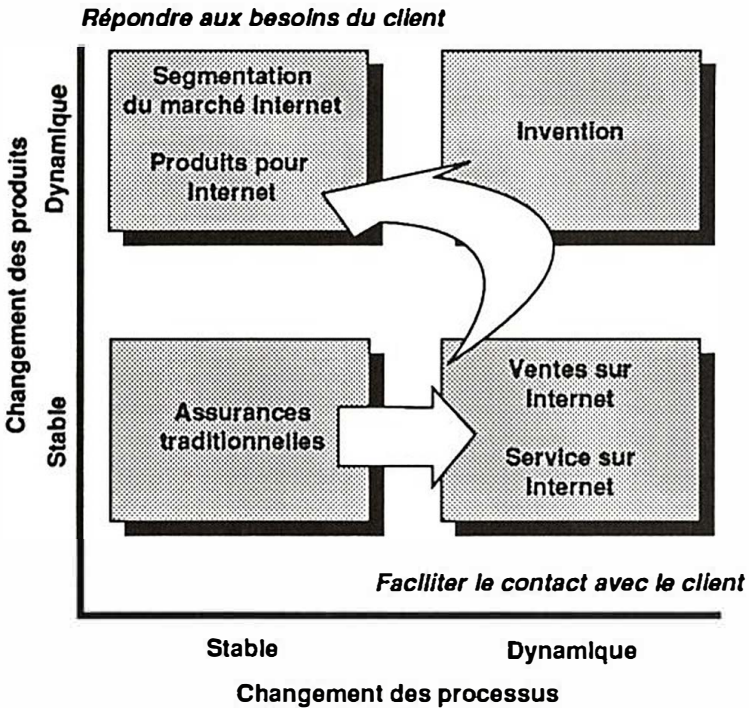 Répondre aux besoins du client
Changement des produits
Dynamique
Stable
Segmentation
du marché Internet
Produits pour
Internet
Invention
Assurances
traditionnelles
Ventes sur
Internet
Service sur
Internet
Faciliter le contact avec le client
Stable
Dynamique
Changement des processus